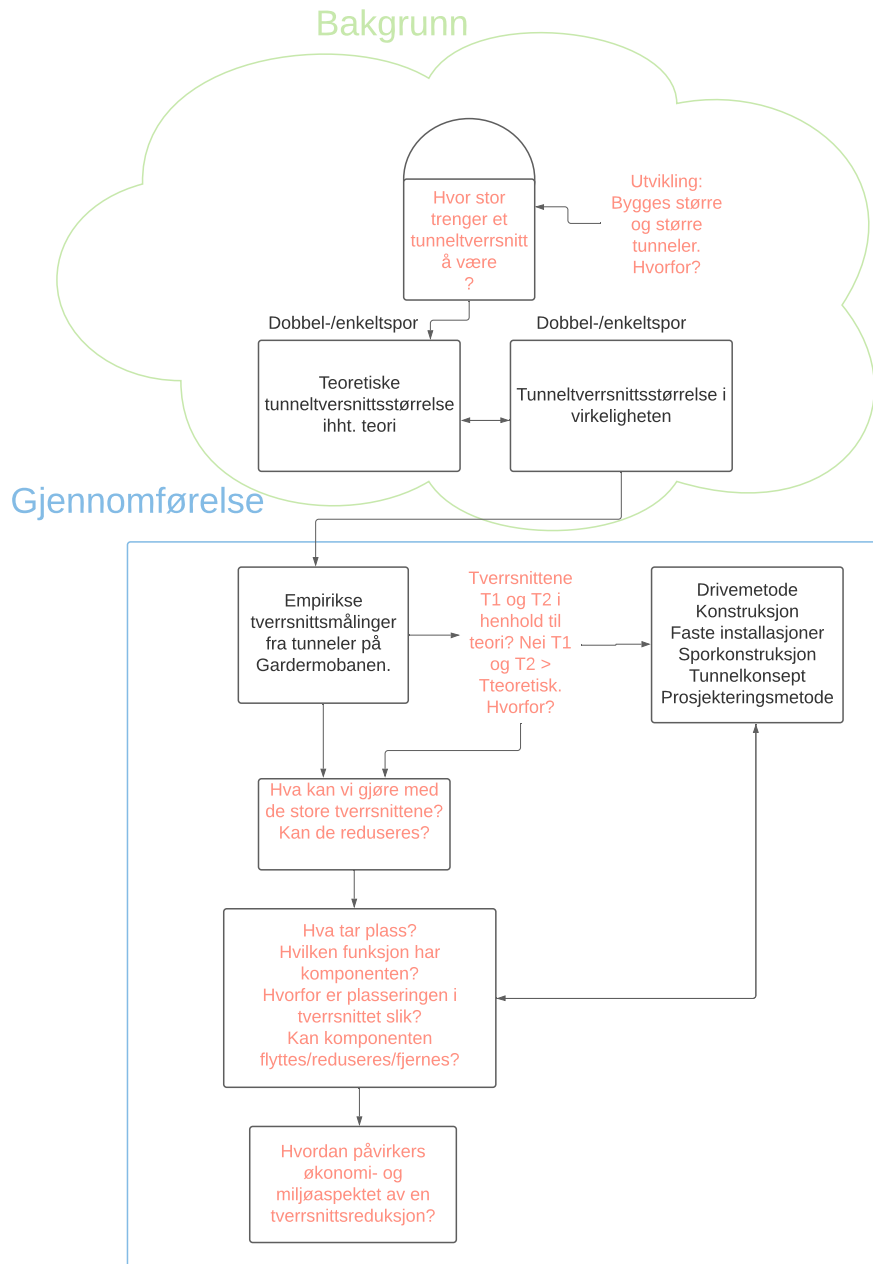 Bakgrunn
Hvor stor
trenger et
tunneltverrsnitt
å være
?
Utvikling:
Bygges større
og større
tunneler.
Hvorfor?
Dobbel-/enkeltspor
Dobbel-/enkeltspor
Teoretiske
tunneltversnittsstørrelse
ihht. teori
Tunneltverrsnittsstørrelse i
virkeligheten
Gjennomførelse
Empirikse
tverrsnittsmålinger
fra tunneler på
Gardermobanen.
Tverrsnittene
T1 og T2 i
henhold til
teori? Nei T1
og T2 >
Tteoretisk.
Hvorfor?
Drivemetode
Konstruksjon
Faste installasjoner
Sporkonstruksjon
Tunnelkonsept
Prosjekteringsmetode
Hva kan vi gjøre med
de store tverrsnittene?
Kan de reduseres?
Hva tar plass?
Hvilken funksjon har
komponenten?
Hvorfor er plasseringen i
tverrsnittet slik?
Kan komponenten
flyttes/reduseres/fjernes?
Hvordan påvirkers
økonomi- og
miljøaspektet av en
tverrsnittsreduksjon?